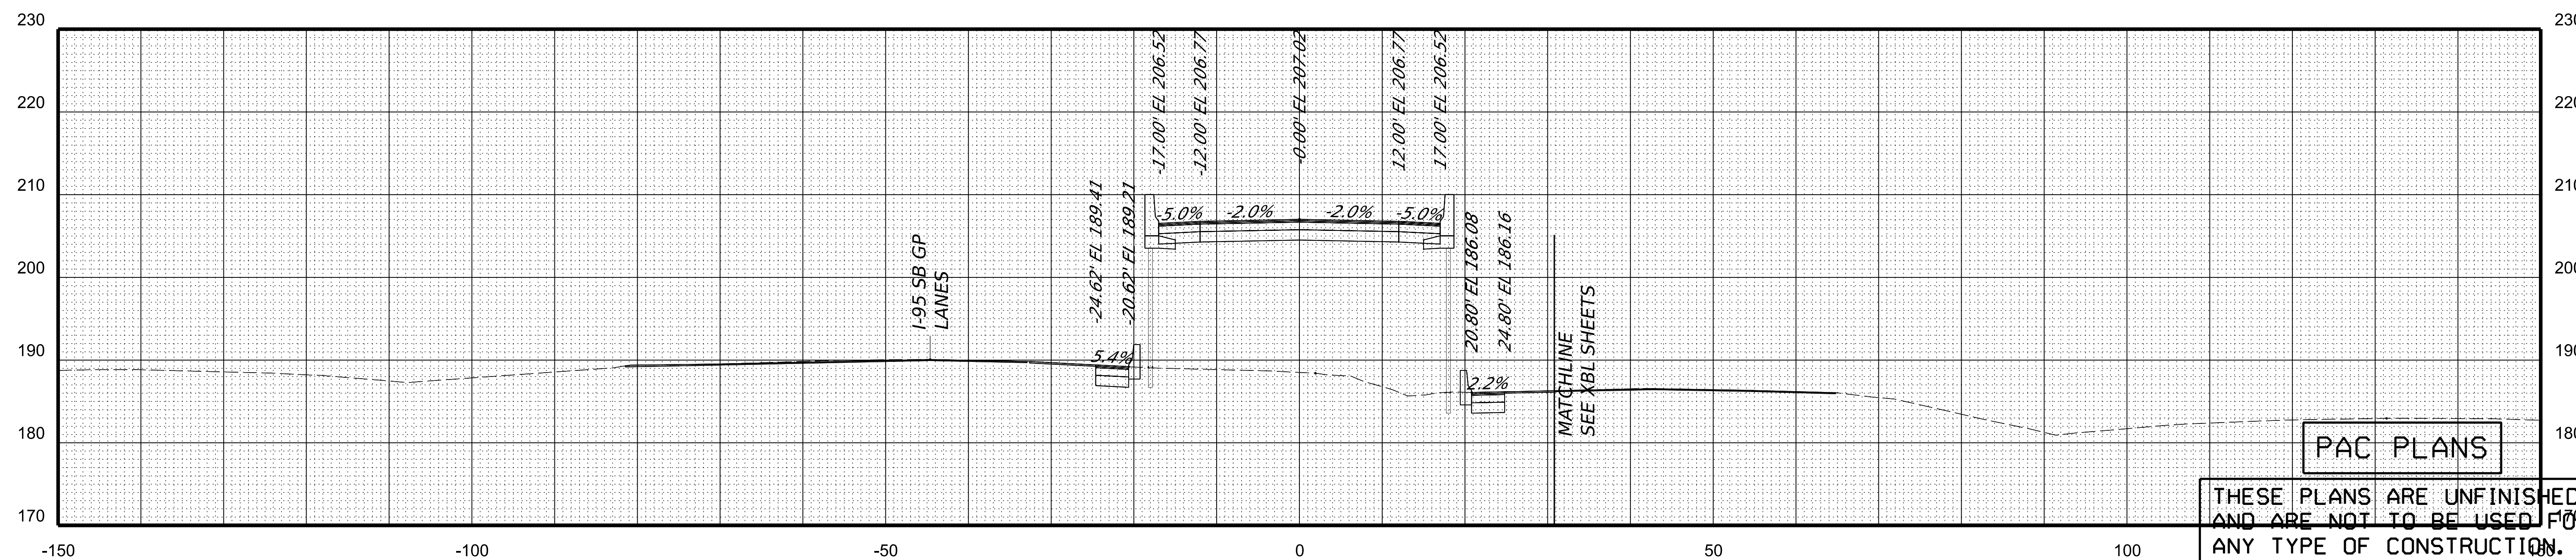 230
220
210
200
190
180
170
-17.00' EL 206.52
-12.00' EL 206.77
-0.00' EL 207.02
12.00' EL 206.77
17.00' EL 206.52
-5.0%
-2.0%
-2.0%
-5.0%
-24.62' EL 189.41
-20.62' EL 189.21
20.80' EL 186.08
24.80' EL 186.16
I-95 SB GP
LANES
5.4%
2.2%
MATCHLINE
SEE XBL SHEETS
220
210
200
190
180
PAC PLANS
THESE PLANS ARE UNFINISHED
AND ARE NOT TO BE USED FO
ANY TYPE OF CONSTRUCTION.
-150
-100
-50
0
50
100